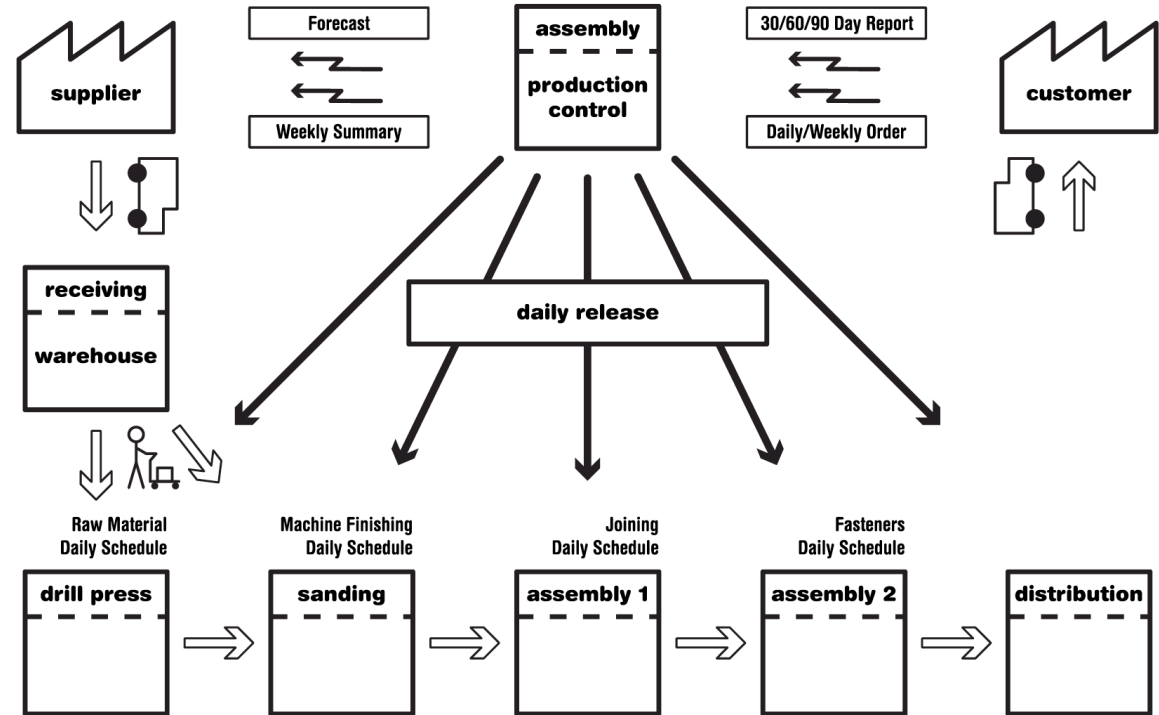 Forecast
assembly
30/60/90 Day Report
supplier
production
control
customer
Weekly Summary
Daily/Weekly Order
receiving
warehouse
daily release
Raw Material
Daily Schedule
Machine Finishing
Daily Schedule
Joining
Daily Schedule
Fasteners
Daily Schedule
drill press
sanding
assembly 1
assembly 2
distribution